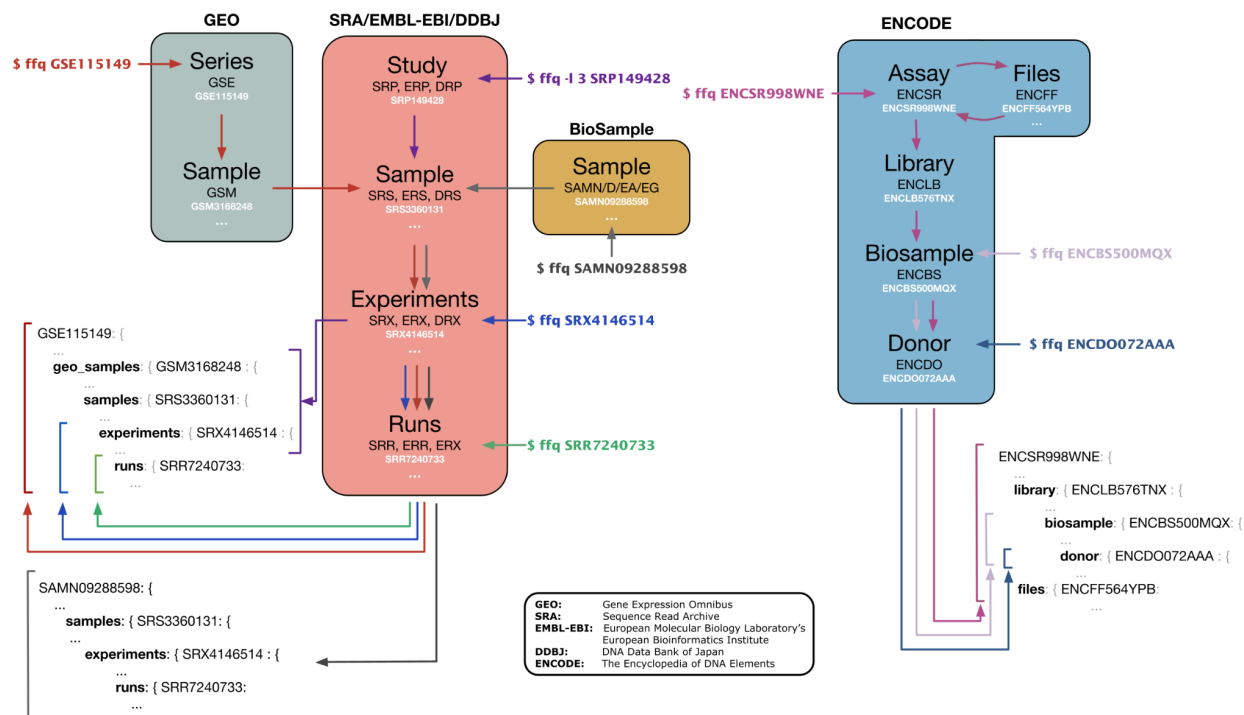 GEO
Series
GSE
GSE115149
Sample
GSM
GSM3168248
...
$ ffq GSE115149
SRA/EMBL-EBI/DDBJ
Study
SRP, ERP, DRP
SRP149428
Sample
SRS, ERS, DRS
SRS3360131
...
Experiments
SRX, ERX, DRX
SRX4146514
...
Runs
SRR, ERR, ERX
SRR7240733
...
$ ffq -l 3 SRP149428
BioSample
Sample
SAMN/D/EA/EG
SAMN09288598
...
$ ffq SAMN09288598
$ ffq SRX4146514
$ ffq SRR7240733
ENCODE
Assay
ENCSR
ENCSR998WNE
Files
ENCFF
ENCFF564YPB
...
Library
ENCLB
ENCLB576TNX
Biosample
ENCBS
ENCBS500MQX
Donor
ENCDO
ENCDO072AAA
$ ffq ENCSR998WNE
$ ffq ENCBS500MQX
$ ffq ENCDO072AAA
GSE115149: {
...
geo_samples: { GSM3168248 : {
...
samples: { SRS3360131: {
...
experiments: { SRX4146514 : {
...
runs: { SRR7240733:
SAMN09288598: {
...
samples: { SRS3360131: {
...
experiments: { SRX4146514 : {
...
runs: { SRR7240733:
...
GEO: Gene Expression Omnibus
SRA: Sequence Read Archive
EMBL-EBI: European Molecular Biology Laboratory's
European Bioinformatics Institute
DDBJ: DNA Data Bank of Japan
ENCODE: The Encyclopedia of DNA Elements
ENCSR998WNE: {
...
library: { ENCLB576TNX : {
...
biosample: { ENCBS500MQX: {
...
donor: { ENCDO072AAA : {
...
files: { ENCFF564YPB:
...